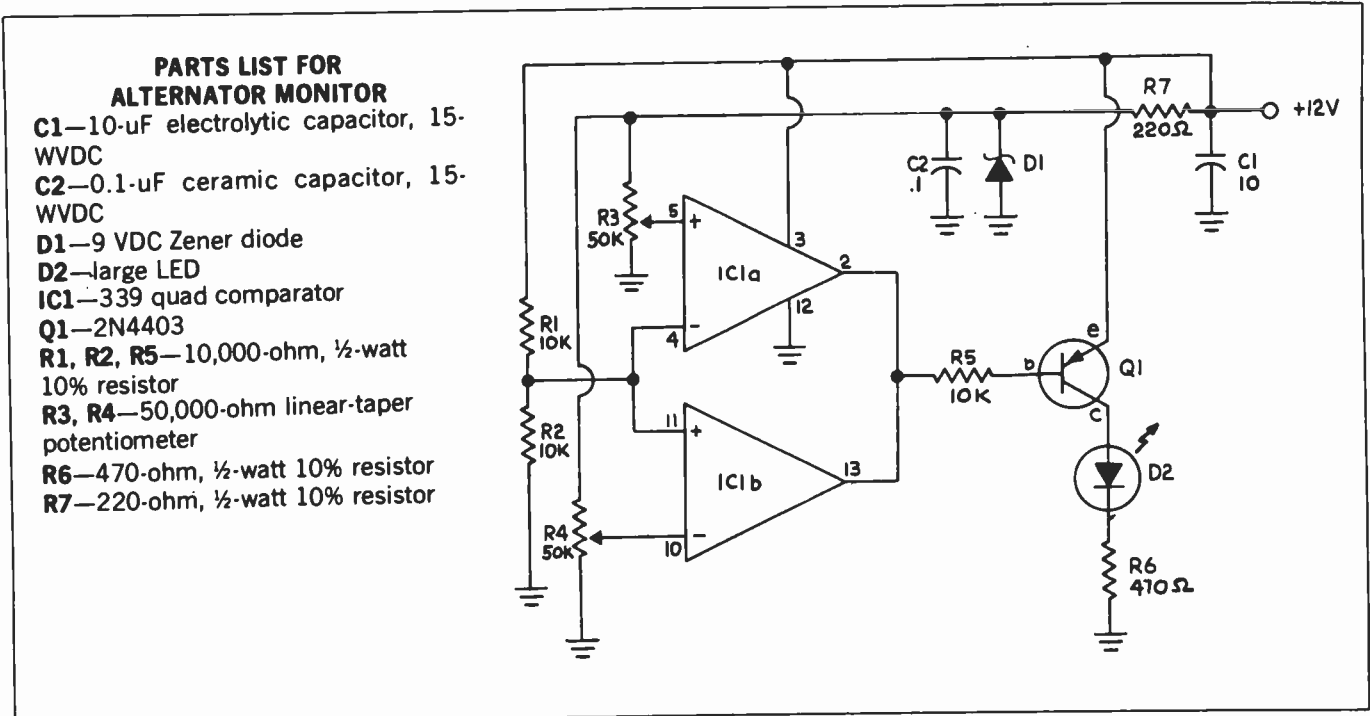 PARTS LIST FOR
ALTERNATOR MONITOR
C1—10-uF electrolytic capacitor, 15-
WVDC
C2—0.1-uF ceramic capacitor, 15-
WVDC
D1—9 VDC Zener diode
D2—large LED
IC1—339 quad comparator
Q1—2N4403
R1, R2, R5—10,000-ohm, ½-watt
10% resistor
R3, R4—50,000-ohm linear-taper
potentiometer
R6—470-ohm, ½-watt 10% resistor
R7—220-ohm, ½-watt 10% resistor
R7
220Ω
+12V
C2
.1
D1
C1
10
R3
50K
5
+
3
IC1a
2
12
-
4
R1
10K
R2
10K
11
+
IC1b
13
-
10
R4
50K
R5
10K
b
e
Q1
c
D2
R6
470Ω